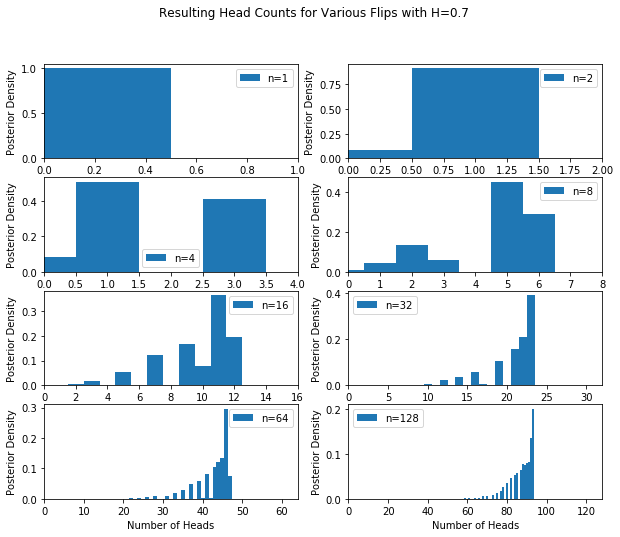 Resulting Head Counts for Various Flips with H=0.7
Posterior Density
1.0
0.5
0.0
n=1
0.0 0.2 0.4 0.6 0.8 1.0
Posterior Density
0.75
0.50
0.25
0.00
n=2
0.00 0.25 0.50 0.75 1.00 1.25 1.50 1.75 2.00
Posterior Density
0.4
0.2
0.0
n=4
0.0 0.5 1.0 1.5 2.0 2.5 3.0 3.5 4.0
Posterior Density
0.4
0.2
0.0
n=8
0 1 2 3 4 5 6 7 8
Posterior Density
0.3
0.2
0.1
0.0
n=16
0 2 4 6 8 10 12 14 16
Posterior Density
0.4
0.2
0.0
n=32
0 5 10 15 20 25 30
Posterior Density
0.3
0.2
0.1
0.0
n=64
0 10 20 30 40 50 60
Number of Heads
Posterior Density
0.2
0.1
0.0
n=128
0 20 40 60 80 100 120
Number of Heads